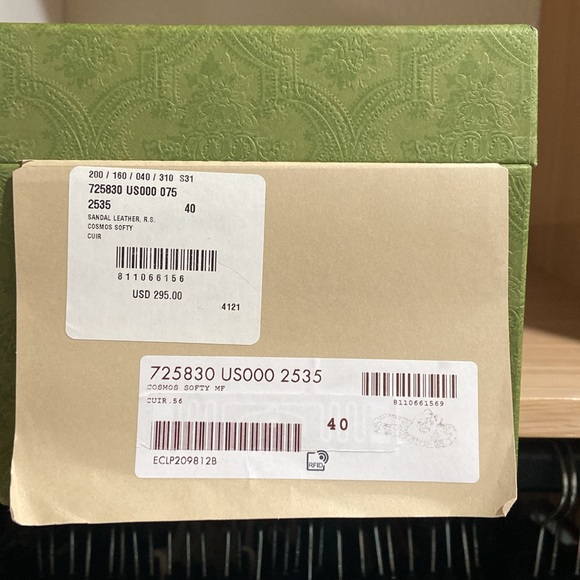 200 / 160 / 040 / 310 S31
725830 US000 075
2535 40
SANDAL LEATHER, R.S.
COSMOS SOFTY
CUIR
811066156
USD 295.00
4121
725830 US000 2535
COSMOS SOFTY MF
CUIR.56
8110661569
40
ECLP209812B
RFID